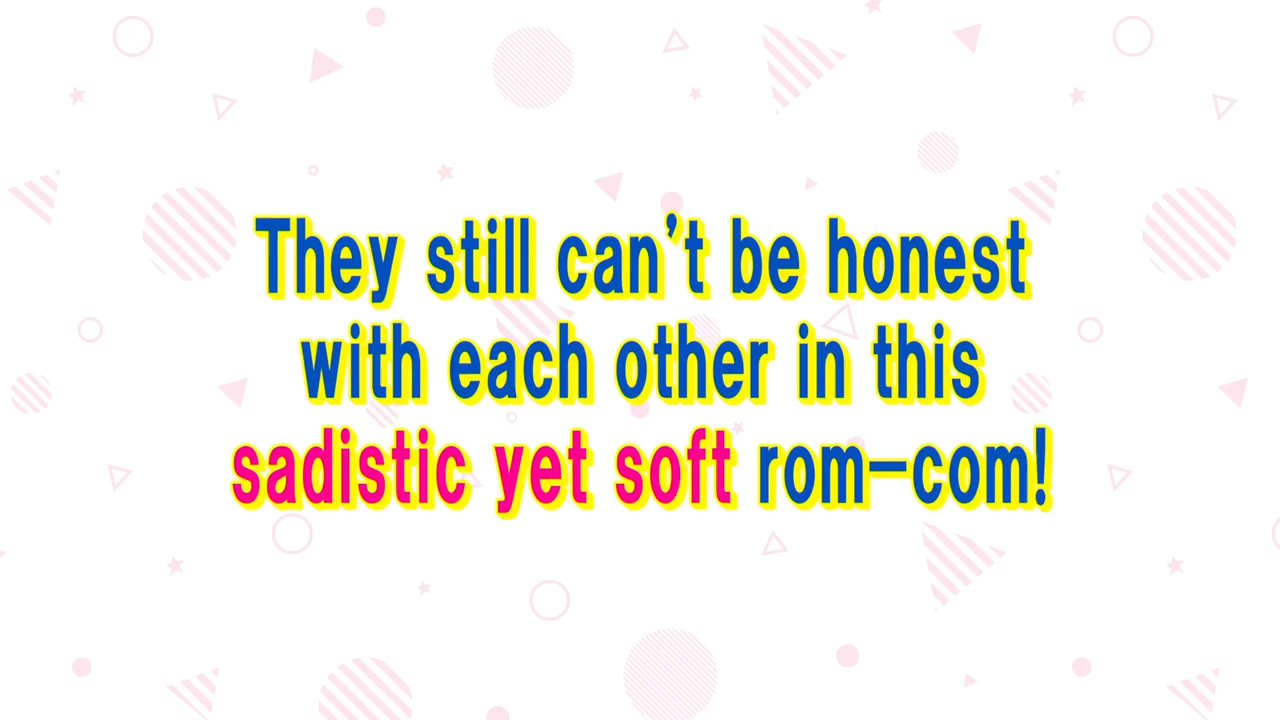 They still can't be honest
with each other in this
sadistic yet soft rom-com!